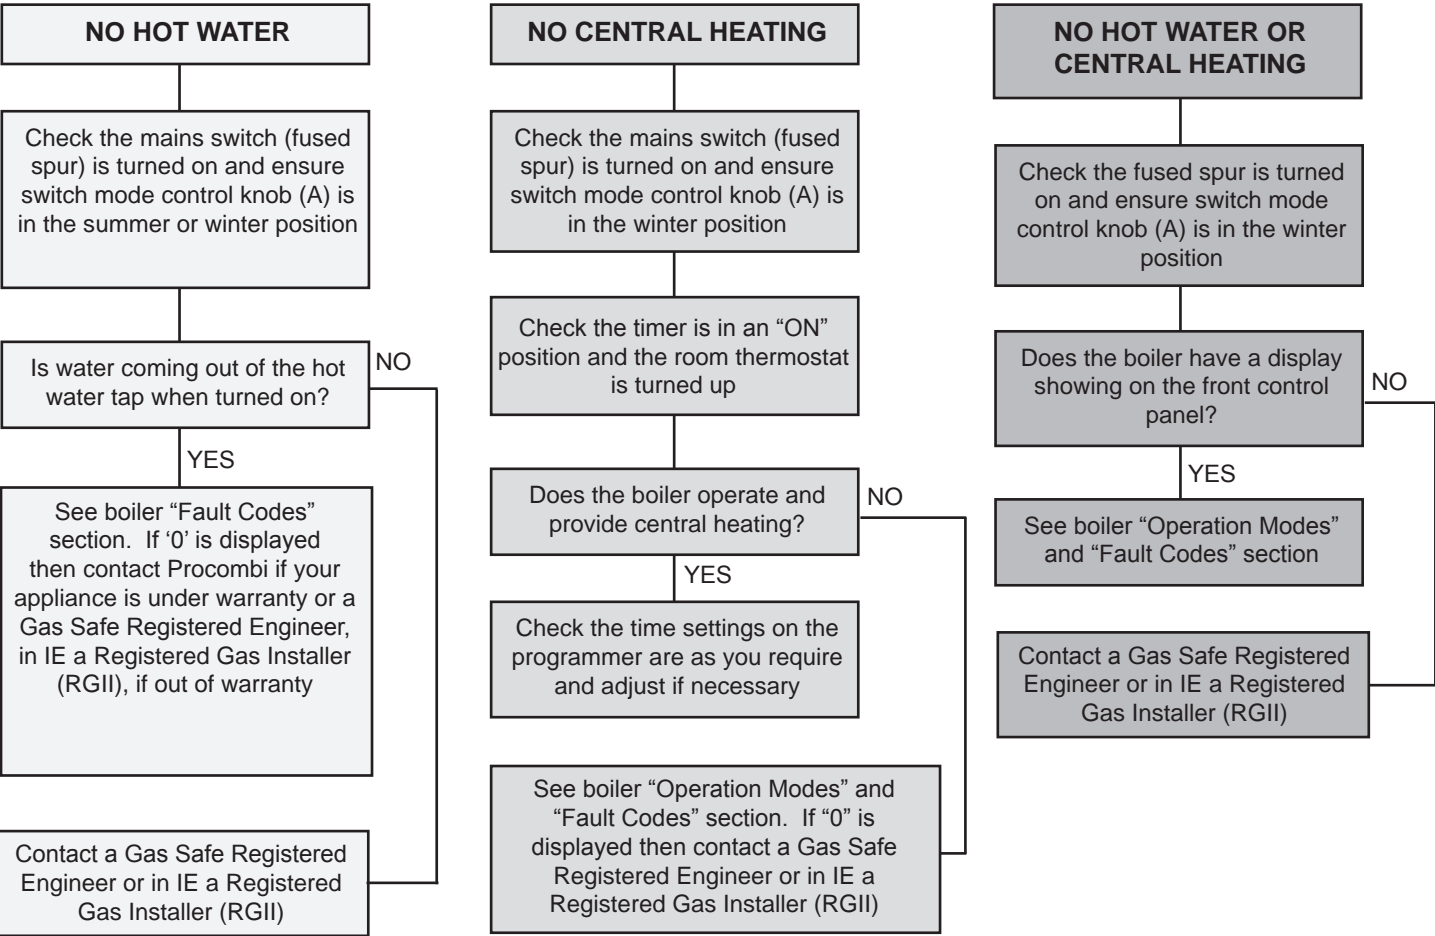 NO HOT WATER
Check the mains switch (fused
spur) is turned on and ensure
switch mode control knob (A) is
in the summer or winter position
Is water coming out of the hot
water tap when turned on?
NO
YES
See boiler “Fault Codes”
section. If ‘0’ is displayed
then contact Procombi if your
appliance is under warranty or a
Gas Safe Registered Engineer,
in IE a Registered Gas Installer
(RGII), if out of warranty
Contact a Gas Safe Registered
Engineer or in IE a Registered
Gas Installer (RGII)
NO CENTRAL HEATING
Check the mains switch (fused
spur) is turned on and ensure
switch mode control knob (A) is
in the winter position
Check the timer is in an “ON”
position and the room thermostat
is turned up
Does the boiler operate and
provide central heating?
NO
YES
Check the time settings on the
programmer are as you require
and adjust if necessary
See boiler “Operation Modes” and
“Fault Codes” section. If “0” is
displayed then contact a Gas Safe
Registered Engineer or in IE a
Registered Gas Installer (RGII)
NO HOT WATER OR
CENTRAL HEATING
Check the fused spur is turned
on and ensure switch mode
control knob (A) is in the winter
position
Does the boiler have a display
showing on the front control
panel?
NO
YES
See boiler “Operation Modes”
and “Fault Codes” section
Contact a Gas Safe Registered
Engineer or in IE a Registered
Gas Installer (RGII)